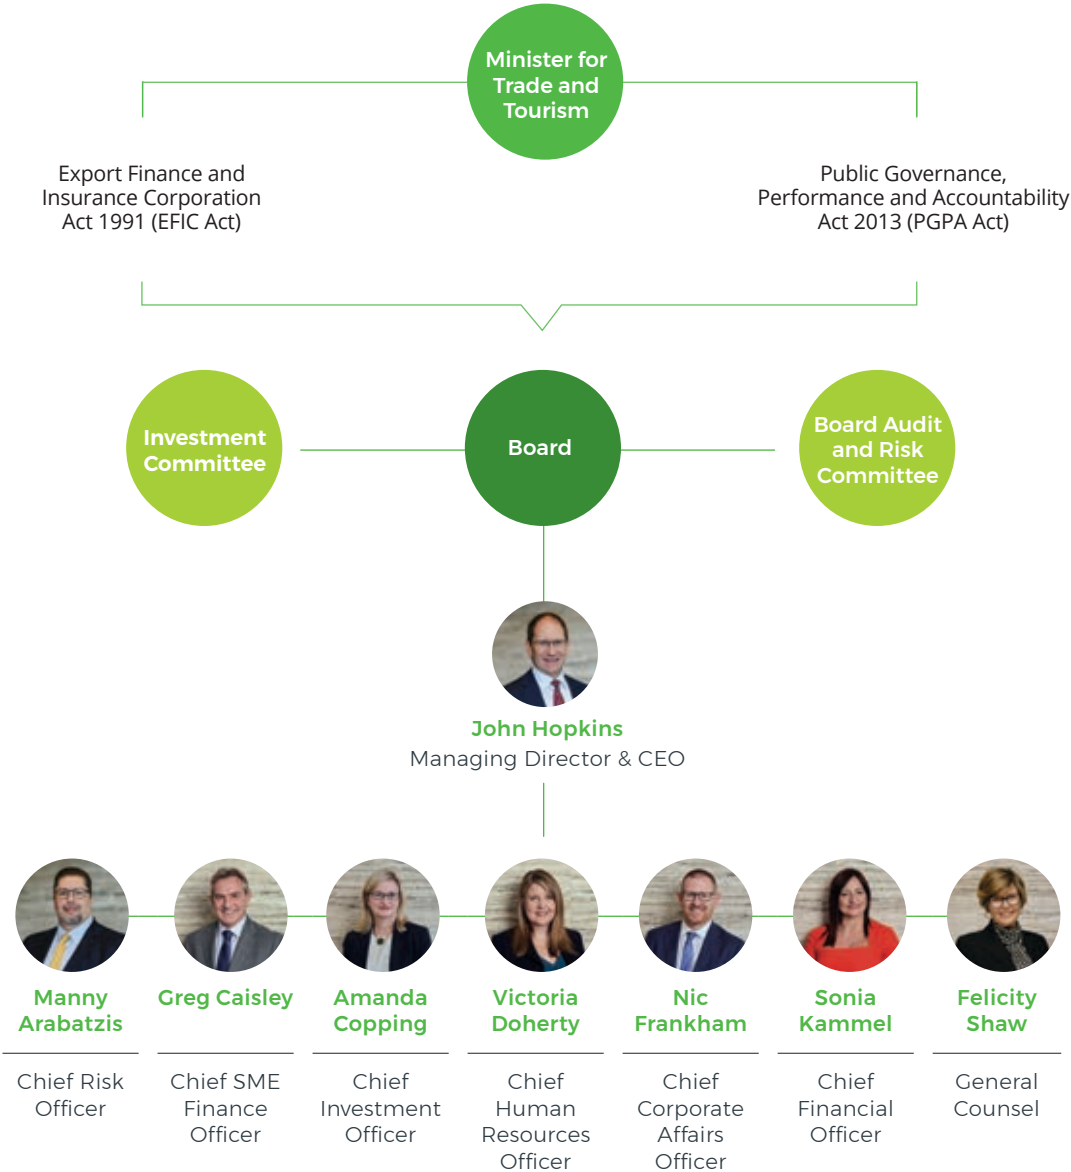 Minister for
Trade and
Tourism
Export Finance and
Insurance Corporation
Act 1991 (EFIC Act)
Public Governance,
Performance and Accountability
Act 2013 (PGPA Act)
Investment
Committee
Board
Board Audit
and Risk
Committee
John Hopkins
Managing Director & CEO
Manny
Arabatzis
Chief Risk
Officer
Greg Caisley
Chief SME
Finance
Officer
Amanda
Copping
Chief
Investment
Officer
Victoria
Doherty
Chief
Human
Resources
Officer
Nic
Frankham
Chief
Corporate
Affairs
Officer
Sonia
Kammel
Chief
Financial
Officer
Felicity
Shaw
General
Counsel